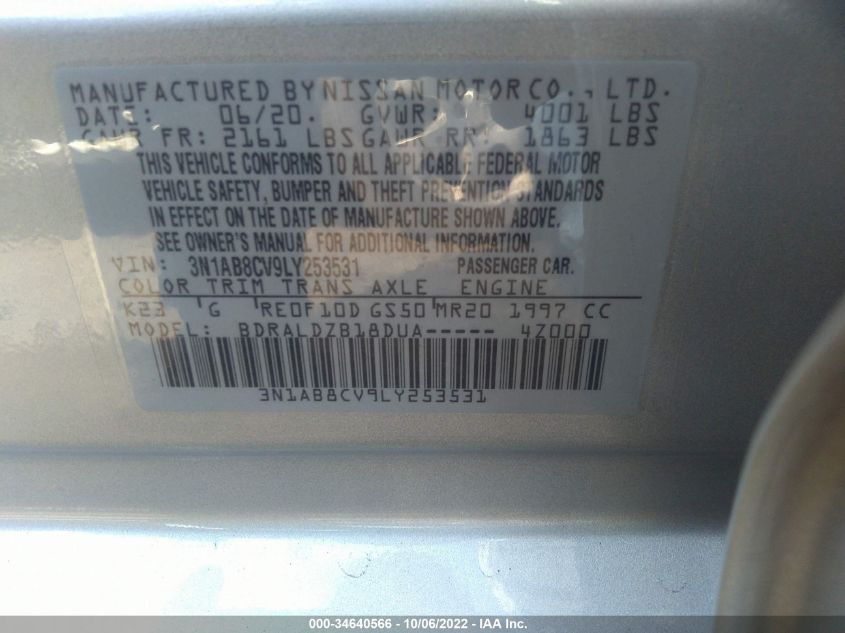 MANUFACTURED BY NISSAN MOTOR CO., LTD.
DATE: 06/20. GVWR: 4001 LBS
GAWR FR: 2161 LBS GAWR RR: 1863 LBS
THIS VEHICLE CONFORMS TO ALL APPLICABLE FEDERAL MOTOR
VEHICLE SAFETY, BUMPER AND THEFT PREVENTION STANDARDS
IN EFFECT ON THE DATE OF MANUFACTURE SHOWN ABOVE.
SEE OWNER'S MANUAL FOR ADDITIONAL INFORMATION.
VIN: 3N1AB8CV9LY253531 PASSENGER CAR.
COLOR TRIM TRANS AXLE ENGINE
K23 G RE0F10D GS50 MR20 1997 CC
MODEL: BDRALDZB18DUA----- 4Z000
3N1AB8CV9LY253531
000-34640566 - 10/06/2022 - IAA Inc.